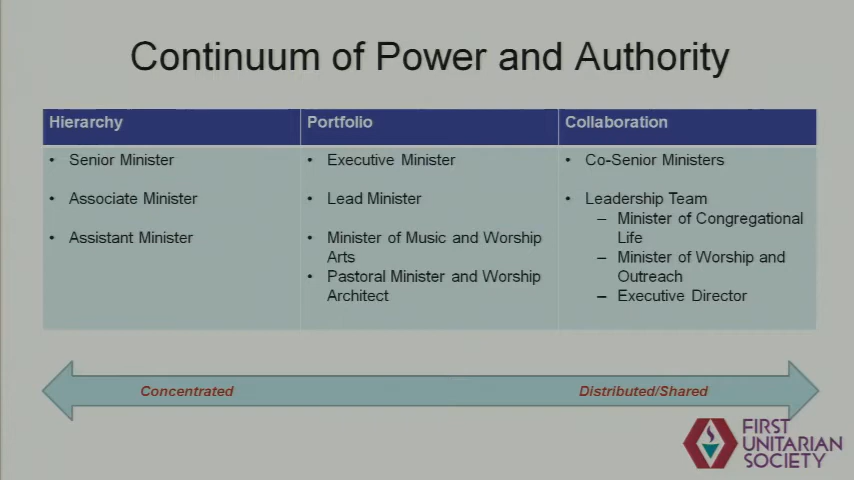 Continuum of Power and Authority
Hierarchy
• Senior Minister
• Associate Minister
• Assistant Minister
Portfolio
• Executive Minister
• Lead Minister
• Minister of Music and Worship
Arts
• Pastoral Minister and Worship
Architect
Collaboration
• Co-Senior Ministers
• Leadership Team
– Minister of Congregational
Life
– Minister of Worship and
Outreach
– Executive Director
Concentrated
Distributed/Shared
FIRST
UNITARIAN
SOCIETY